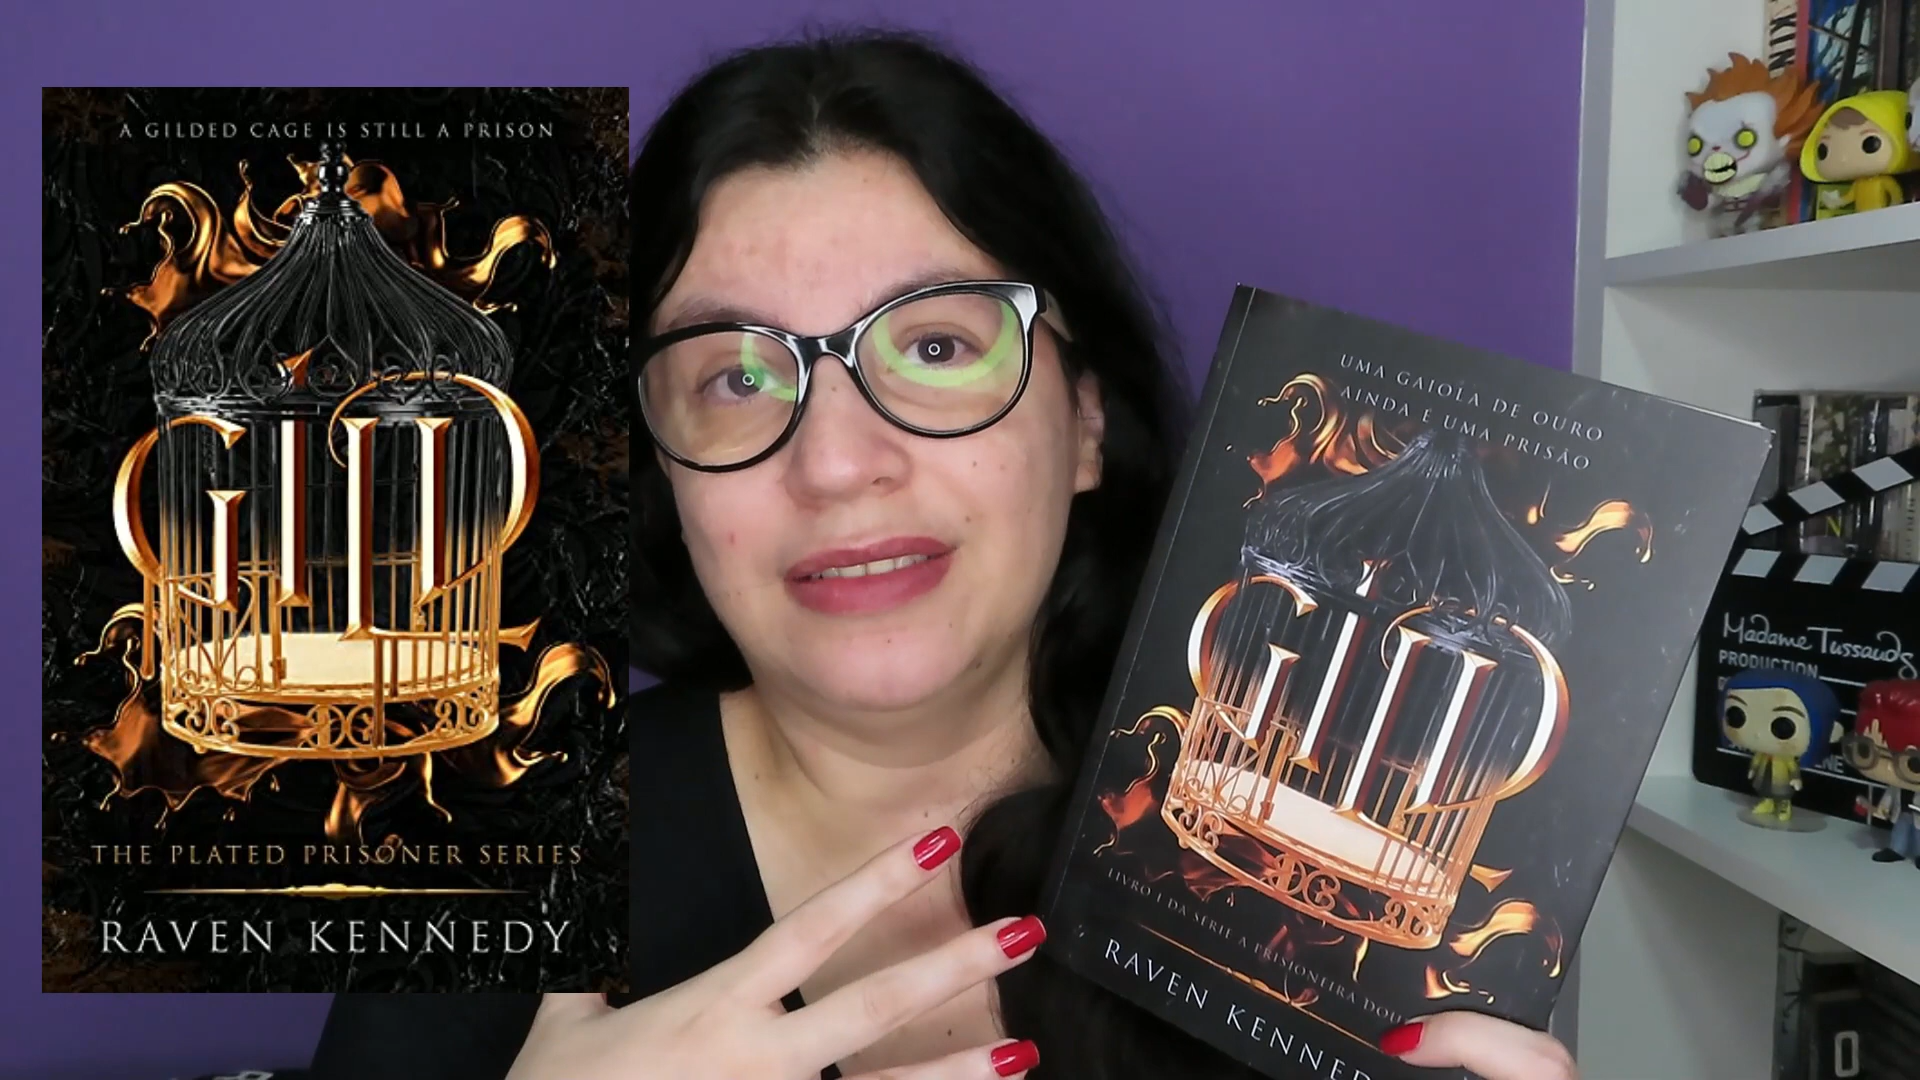 A GILDED CAGE IS STILL A PRISON
GILD
THE PLATED PRISONER SERIES
RAVEN KENNEDY
UMA GAIOLA DE OURO
AINDA É UMA PRISÃO
GILD
LIVRO 1 DA SÉRIE A PRISIONEIRA DOU
RAVEN KENNED
KIN
Madame Tussauds
PRODUCTION